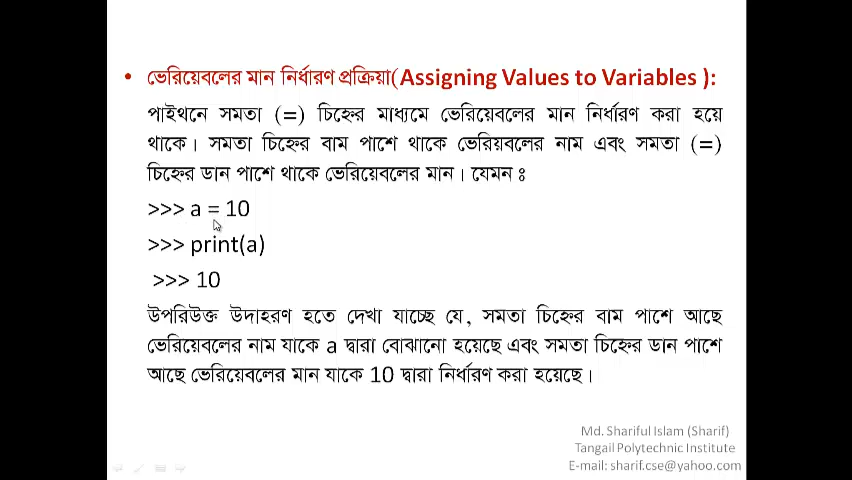 • ভেরিয়েবলের মান নির্ধারণ প্রক্রিয়া(Assigning Values to Variables ):
পাইথনে সমতা (=) চিহ্নের মাধ্যমে ভেরিয়েবলের মান নির্ধারণ করা হয়ে
থাকে। সমতা চিহ্নের বাম পাশে থাকে ভেরিয়বলের নাম এবং সমতা (=)
চিহ্নের ডান পাশে থাকে ভেরিয়েবলের মান। যেমন ঃ
>>> a = 10
>>> print(a)
>>> 10
উপরিউক্ত উদাহরণ হতে দেখা যাচ্ছে যে, সমতা চিহ্নের বাম পাশে আছে
ভেরিয়েবলের নাম যাকে a দ্বারা বোঝানো হয়েছে এবং সমতা চিহ্নের ডান পাশে
আছে ভেরিয়েবলের মান যাকে 10 দ্বারা নির্ধারণ করা হয়েছে।
Md. Shariful Islam (Sharif)
Tangail Polytechnic Institute
E-mail: sharif.cse@yahoo.com